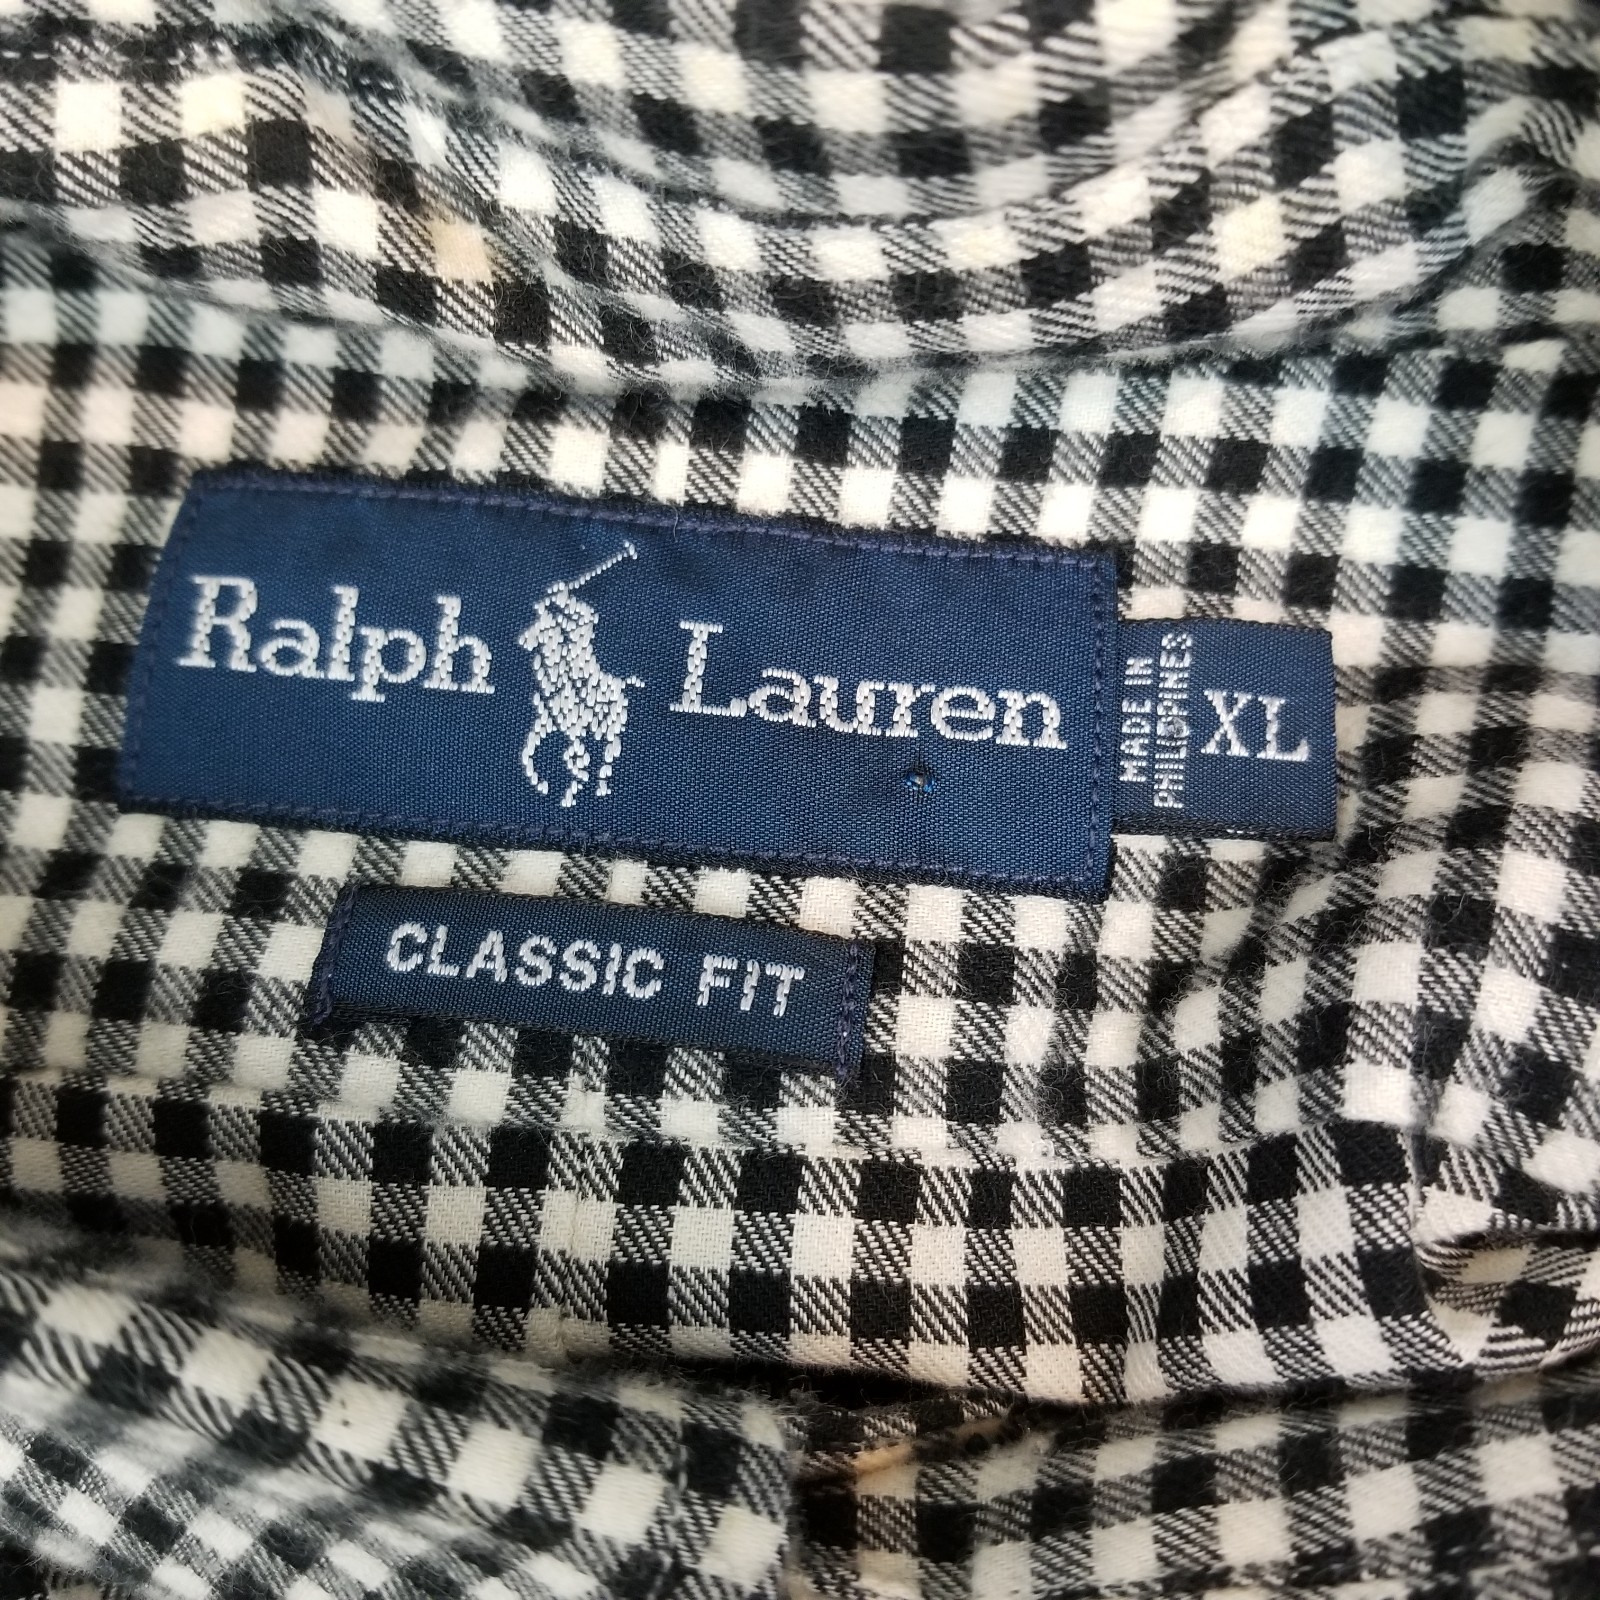 Ralph Lauren
MADE IN
PHILIPPINES
XL
CLASSIC FIT